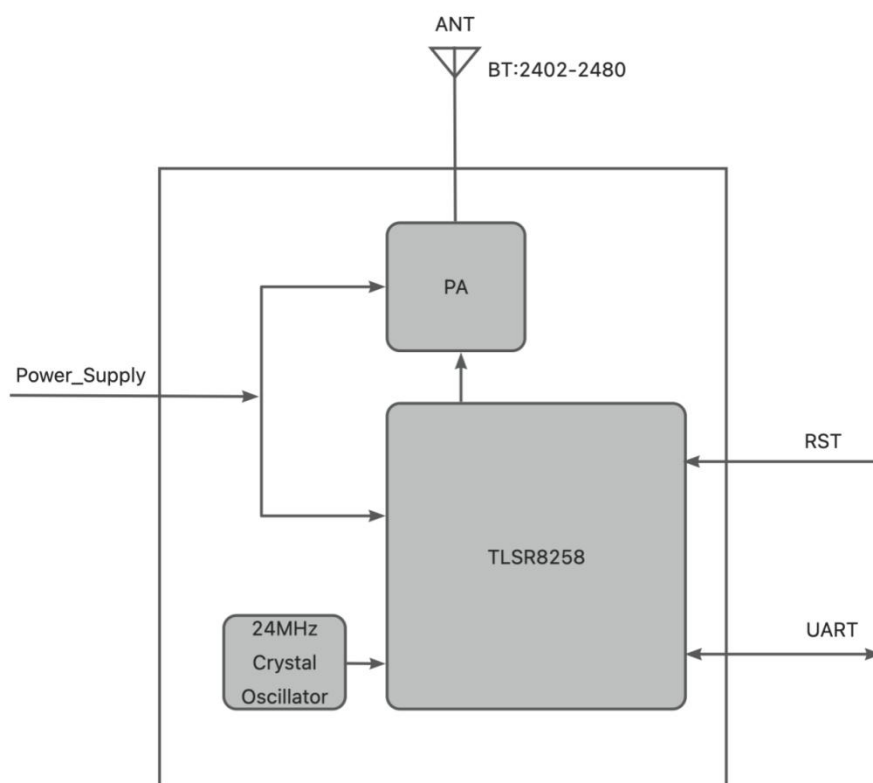 ANT
BT:2402-2480
PA
Power_Supply
RST
TLSR8258
24MHz
Crystal
Oscillator
UART